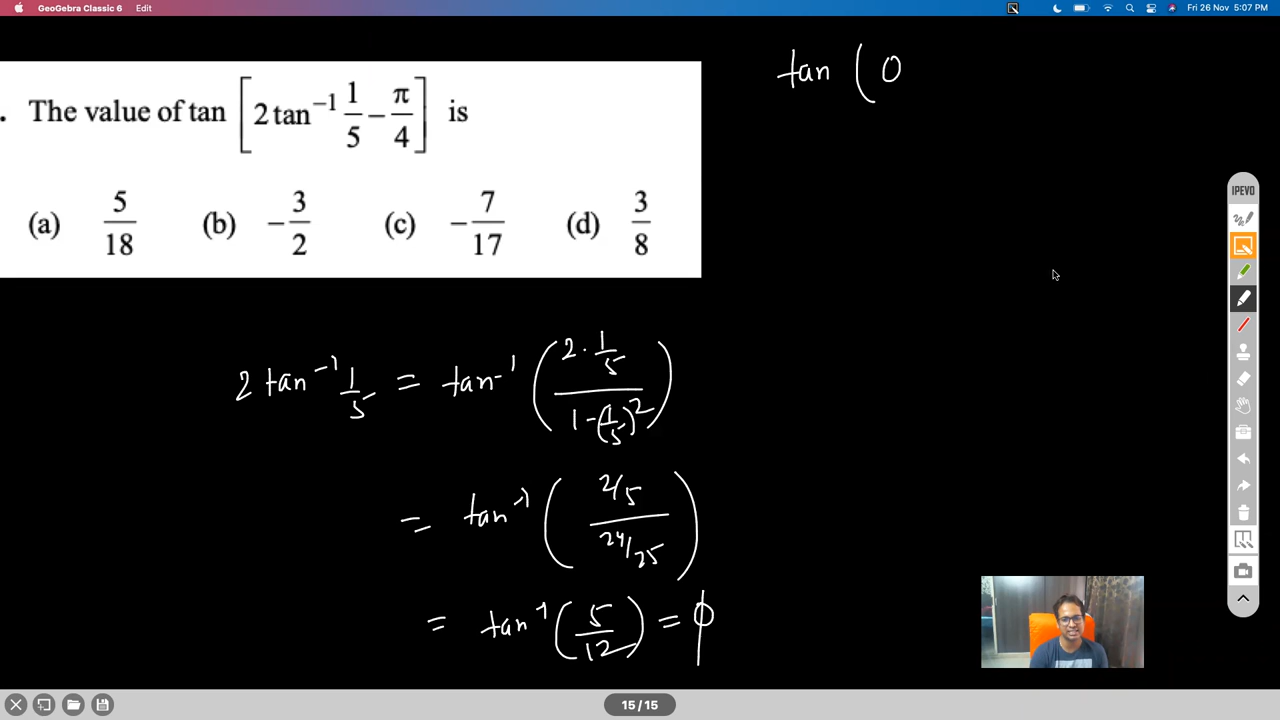 GeoGebra Classic 6 Edit Fri 26 Nov 5:07 PM
. The value of tan [2 tan⁻¹ 1/5 − π/4] is
(a) 5/18 (b) −3/2 (c) −7/17 (d) 3/8
tan ( 0
2 tan⁻¹ 1/5 = tan⁻¹ (2 · 1/5 / 1 − (1/5)²)
= tan⁻¹ (2/5 / 24/25)
= tan⁻¹ (5/12) = φ
IPEVO
15/15